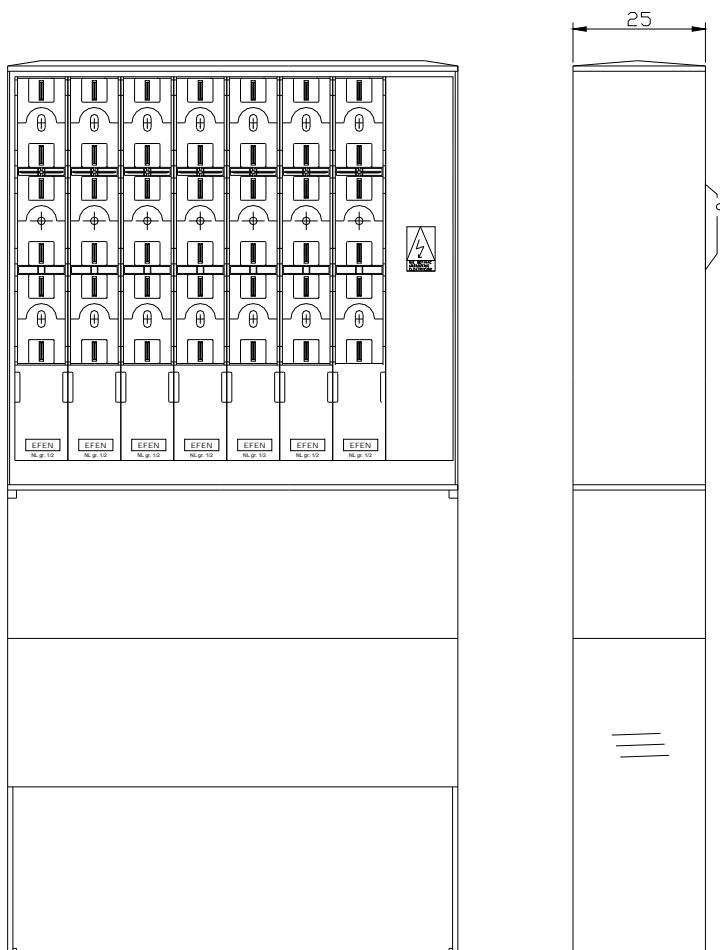 25
EFEN EFEN EFEN EFEN EFEN EFEN EFEN
NL gr. 1/2 NL gr. 1/2 NL gr. 1/2 NL gr. 1/2 NL gr. 1/2 NL gr. 1/2 NL gr. 1/2